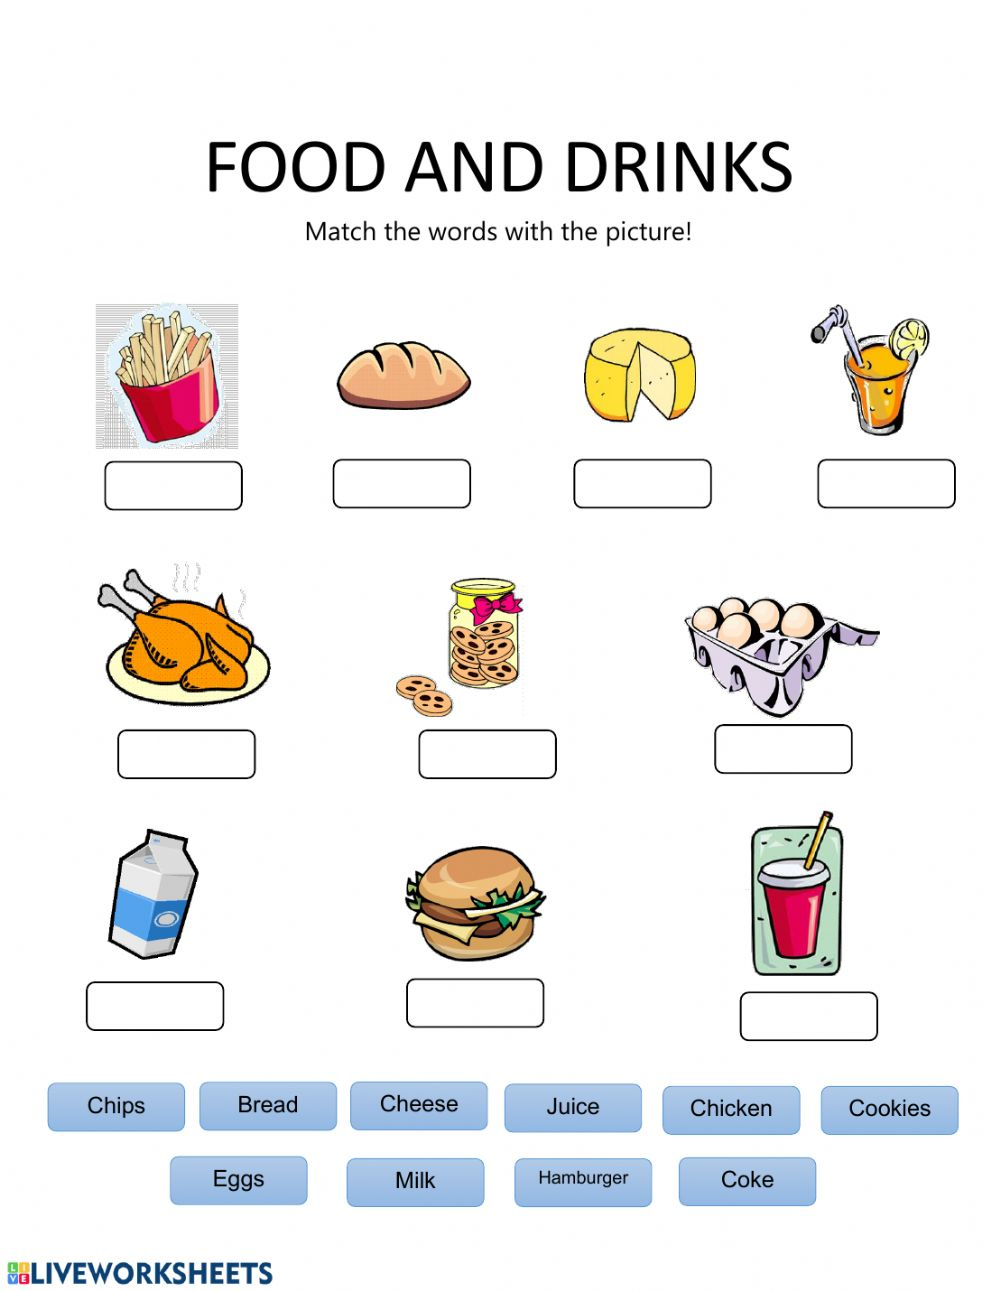 FOOD AND DRINKS
Match the words with the picture!
Chips Bread Cheese Juice Chicken Cookies
Eggs Milk Hamburger Coke
LIVE LIVEWORKSHEETS